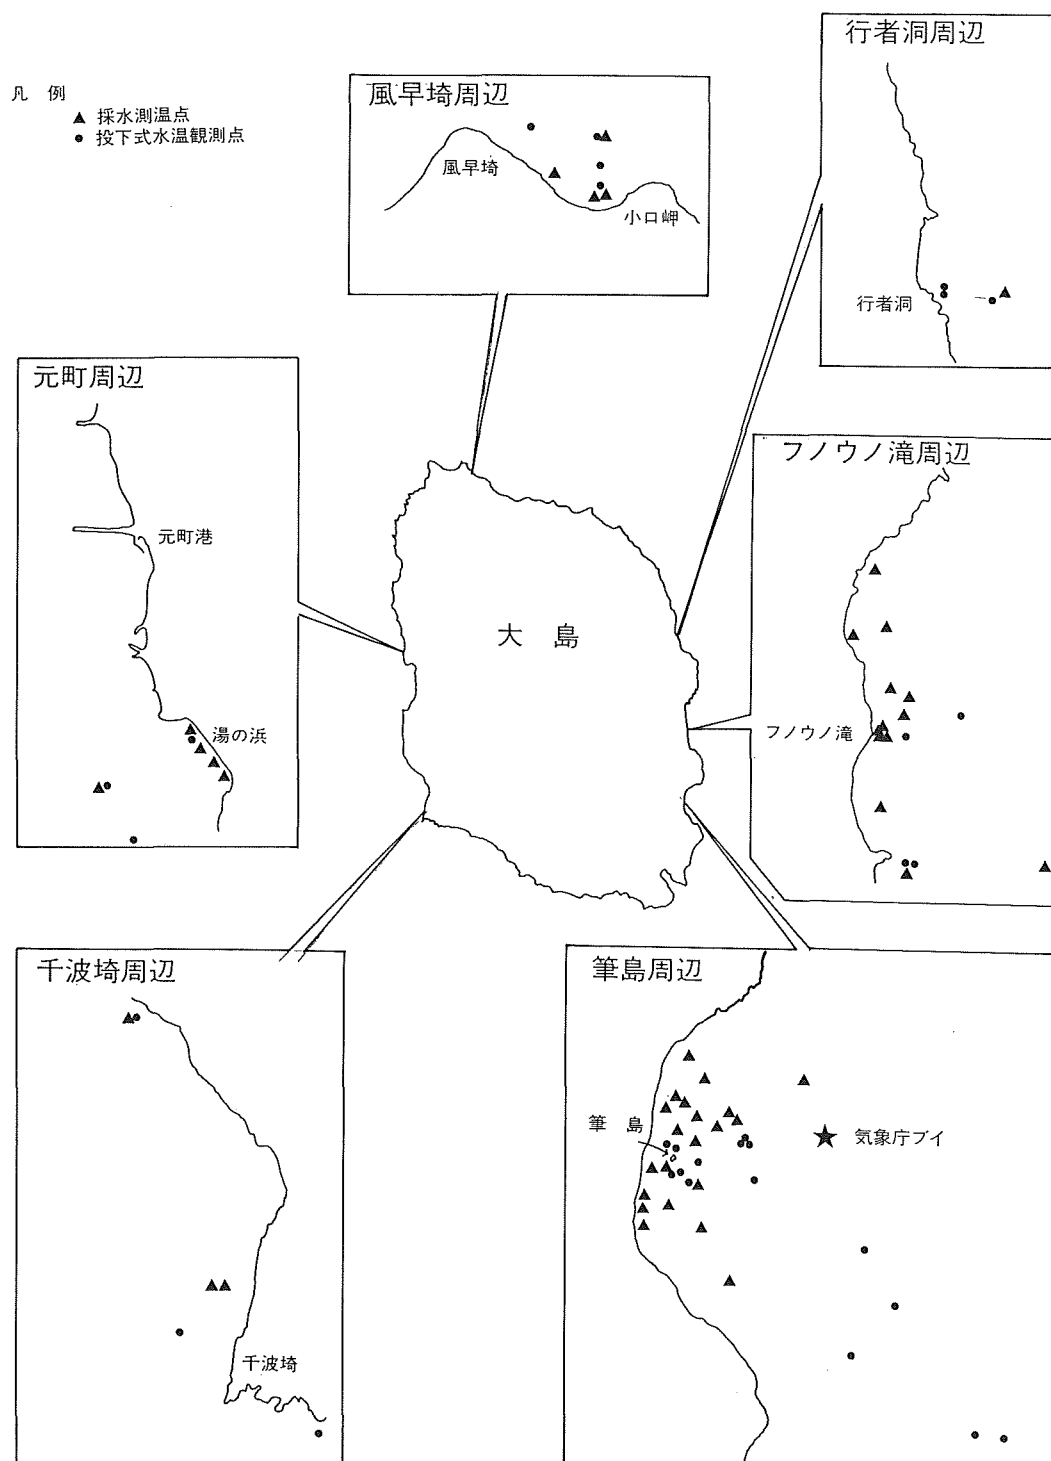 行者洞周辺
凡 例
▲ 採水測温点
● 投下式水温観測点
風早埼周辺
風早埼
小口岬
行者洞
元町周辺
元町港
湯の浜
フノウノ滝周辺
フノウノ滝
大 島
千波埼周辺
千波埼
筆島周辺
筆 島
気象庁ブイ